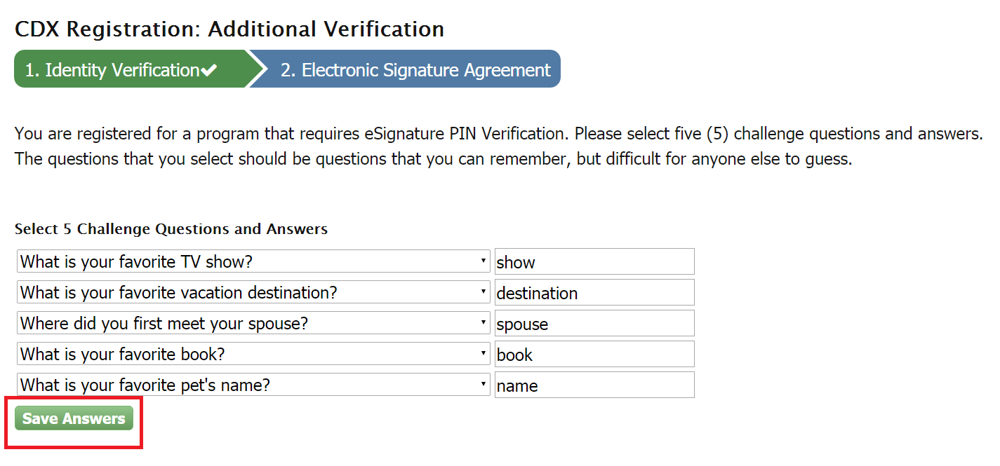 CDX Registration: Additional Verification
1. Identity Verification✔ 2. Electronic Signature Agreement
You are registered for a program that requires eSignature PIN Verification. Please select five (5) challenge questions and answers.
The questions that you select should be questions that you can remember, but difficult for anyone else to guess.
Select 5 Challenge Questions and Answers
What is your favorite TV show? show
What is your favorite vacation destination? destination
Where did you first meet your spouse? spouse
What is your favorite book? book
What is your favorite pet's name? name
Save Answers